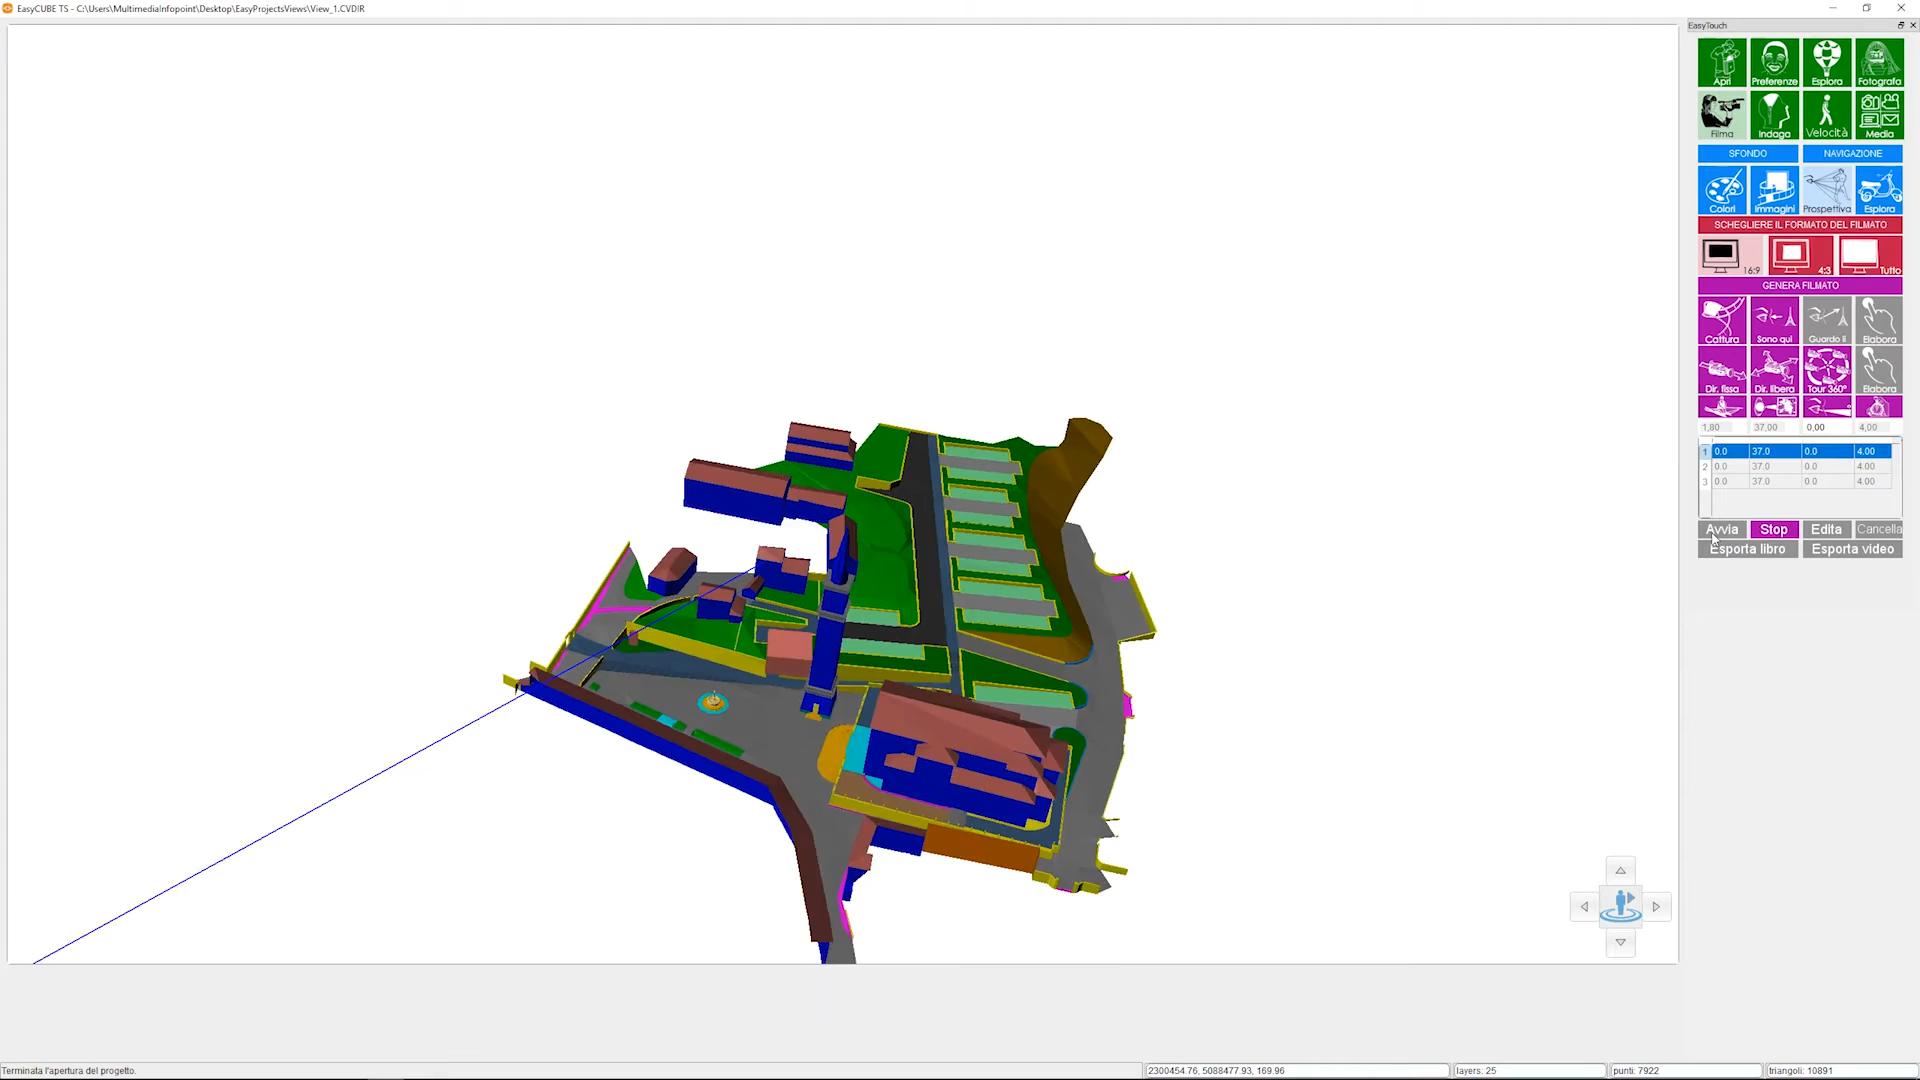 EasyCUBE TS - C:\Users\MultimediaInfopoint\Desktop\EasyProjectsViews\View_1.CVDIR
EasyTouch
Apri Preferenze Esplora Fotografa
Filma Indaga Velocità Media
SFONDO NAVIGAZIONE
Colori Immagini Prospettiva Esplora
SCHEGLIERE IL FORMATO DEL FILMATO
16:9 4:3 Tutto
GENERA FILMATO
Cattura Sono qui Guardo lì Elabora
Dir. fissa Dir. libera Tour 360° Elabora
1,80 37,00 0,00 4,00
1 0.0 37.0 0.0 4.00
2 0.0 37.0 0.0 4.00
3 0.0 37.0 0.0 4.00
Avvia Stop Edita Cancella
Esporta libro Esporta video
Terminata l'apertura del progetto. 2300454.76, 5088477.93, 169.96 layers: 25 punti: 7922 triangoli: 10891